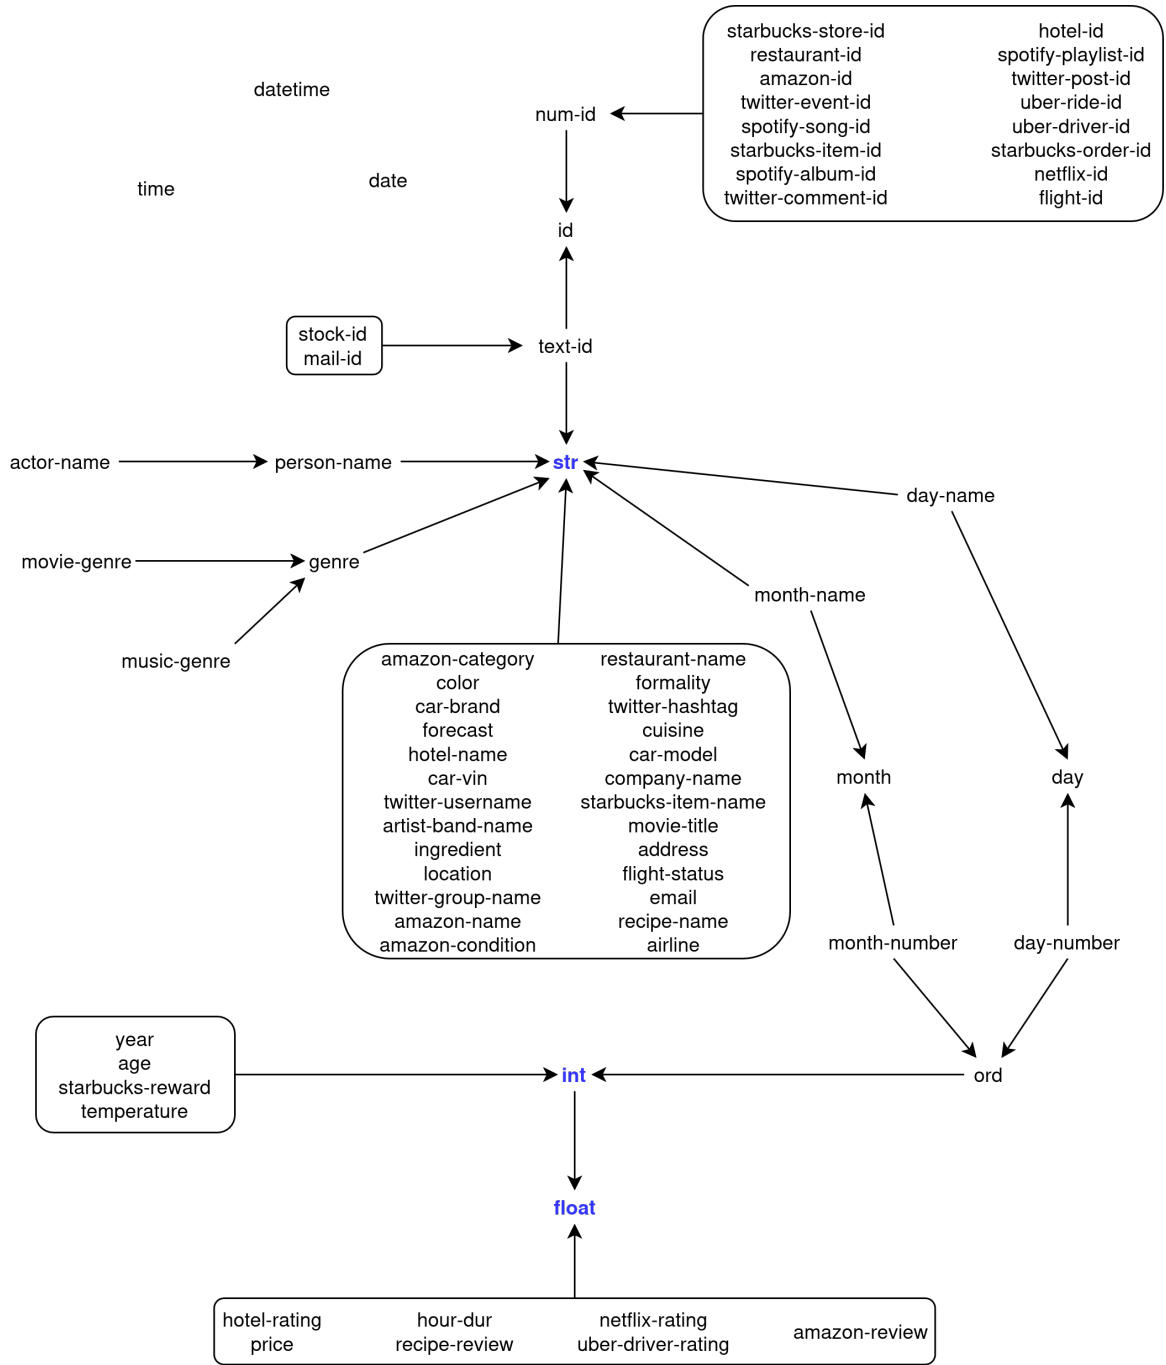 starbucks-store-id hotel-id
restaurant-id spotify-playlist-id
amazon-id twitter-post-id
twitter-event-id uber-ride-id
spotify-song-id uber-driver-id
starbucks-item-id starbucks-order-id
spotify-album-id netflix-id
twitter-comment-id flight-id
datetime
num-id
time
date
id
stock-id
mail-id
text-id
actor-name
person-name
str
day-name
movie-genre
genre
month-name
music-genre
amazon-category restaurant-name
color formality
car-brand twitter-hashtag
forecast cuisine
hotel-name car-model
car-vin company-name
twitter-username starbucks-item-name
artist-band-name movie-title
ingredient address
location flight-status
twitter-group-name email
amazon-name recipe-name
amazon-condition airline
month
day
month-number
day-number
year
age
starbucks-reward
temperature
int
ord
float
hotel-rating hour-dur netflix-rating amazon-review
price recipe-review uber-driver-rating